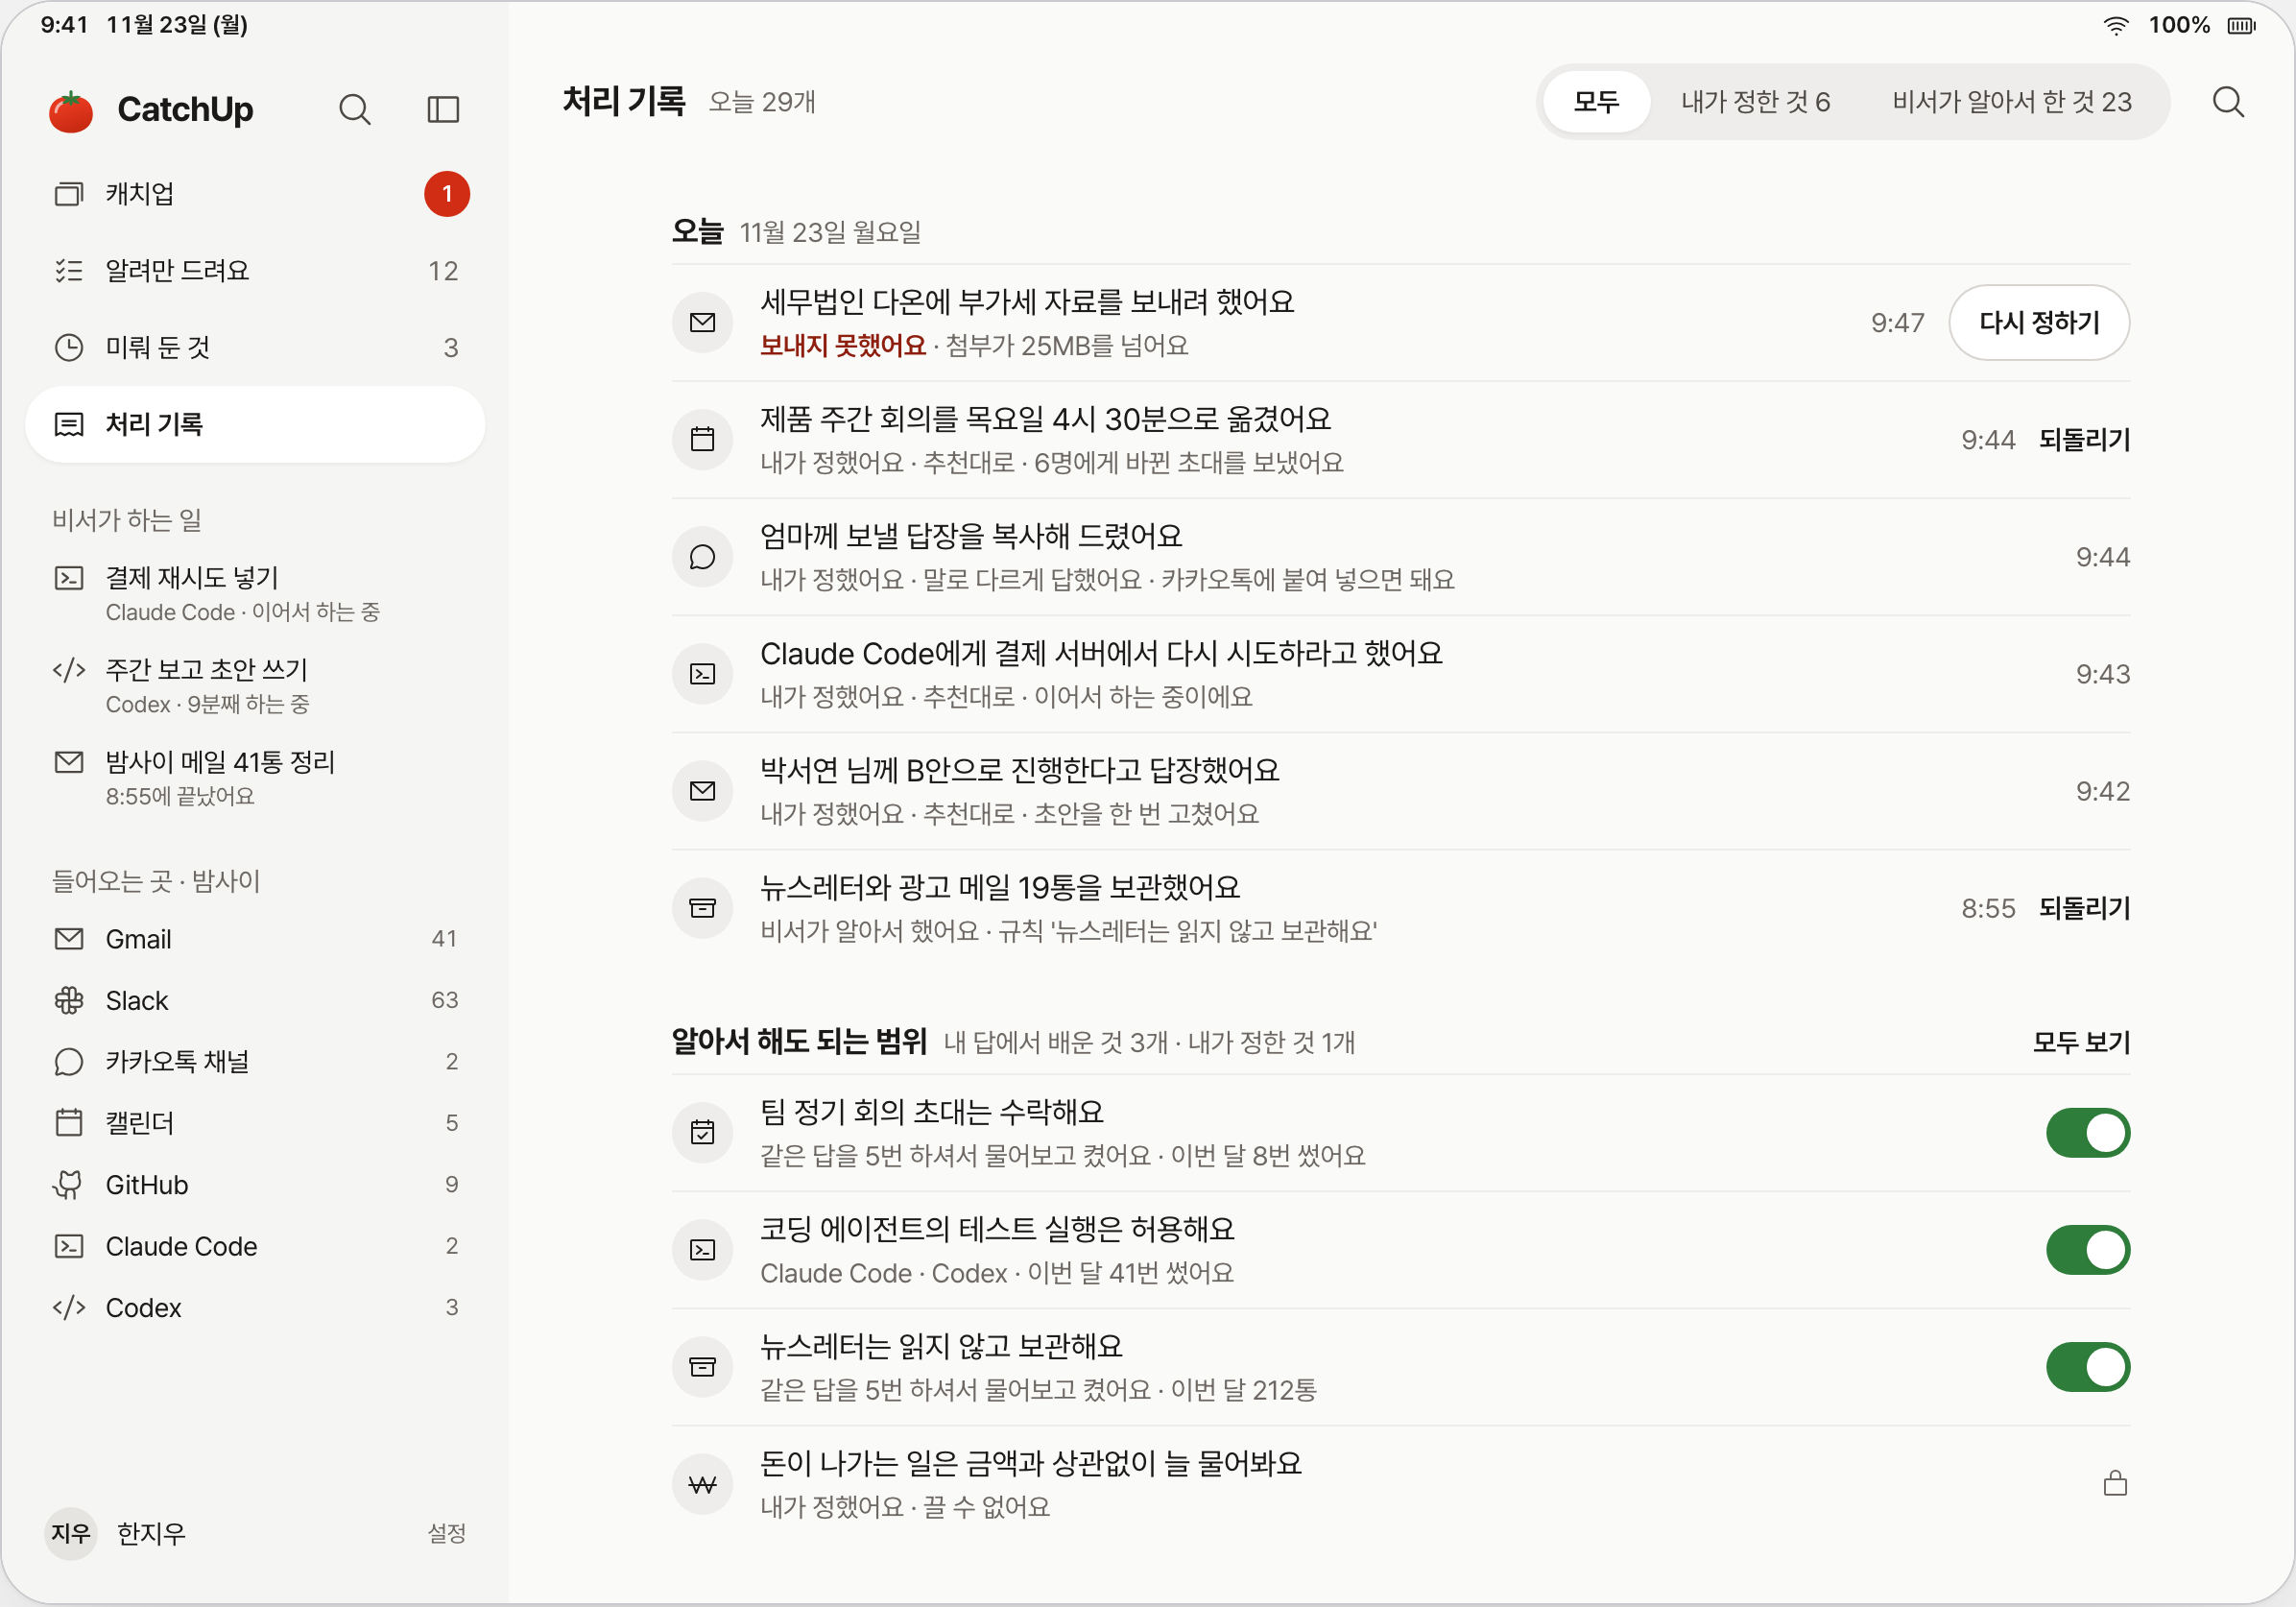 9:41 11월 23일 (월)
100%
CatchUp
캐치업 1
알려만 드려요 12
미뤄 둔 것 3
처리 기록
비서가 하는 일
결제 재시도 넣기
Claude Code · 이어서 하는 중
주간 보고 초안 쓰기
Codex · 9분째 하는 중
밤사이 메일 41통 정리
8:55에 끝났어요
들어오는 곳 · 밤사이
Gmail 41
Slack 63
카카오톡 채널 2
캘린더 5
GitHub 9
Claude Code 2
Codex 3
지우 한지우 설정
처리 기록 오늘 29개
모두 내가 정한 것 6 비서가 알아서 한 것 23
오늘 11월 23일 월요일
세무법인 다온에 부가세 자료를 보내려 했어요
보내지 못했어요 · 첨부가 25MB를 넘어요
9:47 다시 정하기
제품 주간 회의를 목요일 4시 30분으로 옮겼어요
내가 정했어요 · 추천대로 · 6명에게 바뀐 초대를 보냈어요
9:44 되돌리기
엄마께 보낼 답장을 복사해 드렸어요
내가 정했어요 · 말로 다르게 답했어요 · 카카오톡에 붙여 넣으면 돼요
9:44
Claude Code에게 결제 서버에서 다시 시도하라고 했어요
내가 정했어요 · 추천대로 · 이어서 하는 중이에요
9:43
박서연 님께 B안으로 진행한다고 답장했어요
내가 정했어요 · 추천대로 · 초안을 한 번 고쳤어요
9:42
뉴스레터와 광고 메일 19통을 보관했어요
비서가 알아서 했어요 · 규칙 '뉴스레터는 읽지 않고 보관해요'
8:55 되돌리기
알아서 해도 되는 범위 내 답에서 배운 것 3개 · 내가 정한 것 1개 모두 보기
팀 정기 회의 초대는 수락해요
같은 답을 5번 하셔서 물어보고 켰어요 · 이번 달 8번 썼어요
코딩 에이전트의 테스트 실행은 허용해요
Claude Code · Codex · 이번 달 41번 썼어요
뉴스레터는 읽지 않고 보관해요
같은 답을 5번 하셔서 물어보고 켰어요 · 이번 달 212통
돈이 나가는 일은 금액과 상관없이 늘 물어봐요
내가 정했어요 · 끌 수 없어요